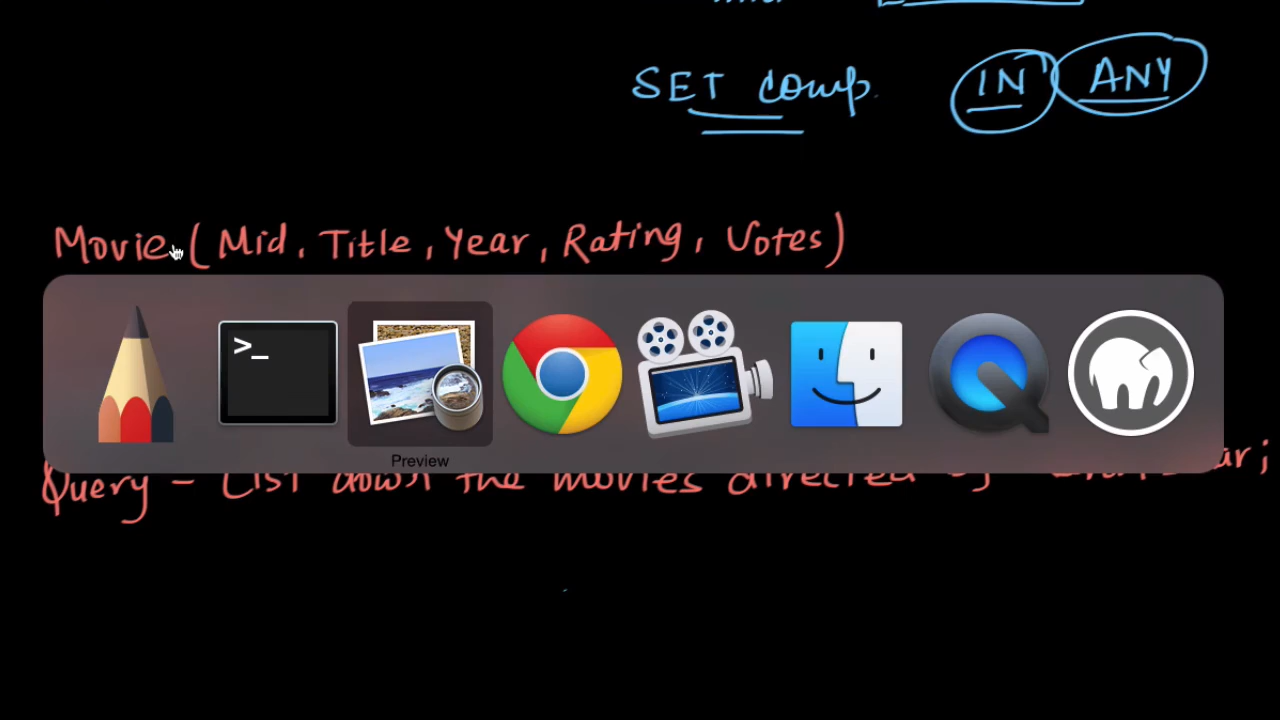 SET comp. IN ANY
Movie ( Mid, Title, Year, Rating, Votes)
>_
Preview
Query - List down the movies directed by